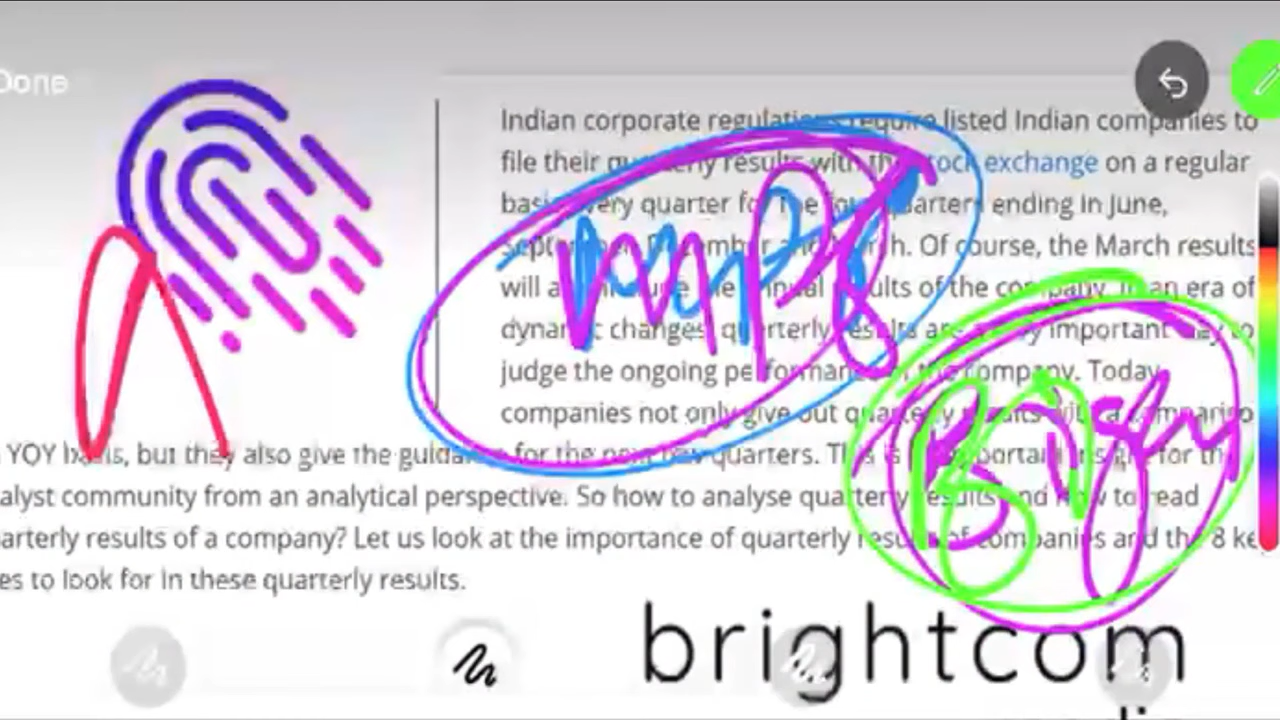 Done
Indian corporate regulations require listed Indian companies to
file their quarterly results with the stock exchange on a regular
basis every quarter for the four quarters ending in June,
September, December and March. Of course, the March results
will also include the annual results of the company. In an era of
dynamic changes, quarterly results are a very important way to
judge the ongoing performance of the company. Today,
companies not only give out quarterly results with a compariso
YOY basis, but they also give the guidance for the next few quarters. This is an important insight for th
alyst community from an analytical perspective. So how to analyse quarterly results and how to read
arterly results of a company? Let us look at the importance of quarterly results of companies and the 8 ke
es to look for in these quarterly results.
brightcom